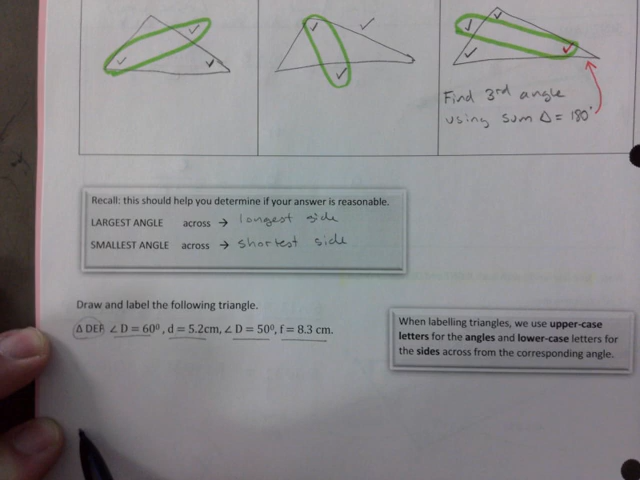 Find 3rd angle
using sum Δ = 180°
Recall: this should help you determine if your answer is reasonable.
LARGEST ANGLE across → longest side
SMALLEST ANGLE across → shortest side
Draw and label the following triangle.
Δ DEF, ∠ D = 60⁰, d = 5.2cm, ∠ D = 50⁰, f = 8.3 cm.
When labelling triangles, we use upper-case
letters for the angles and lower-case letters for
the sides across from the corresponding angle.